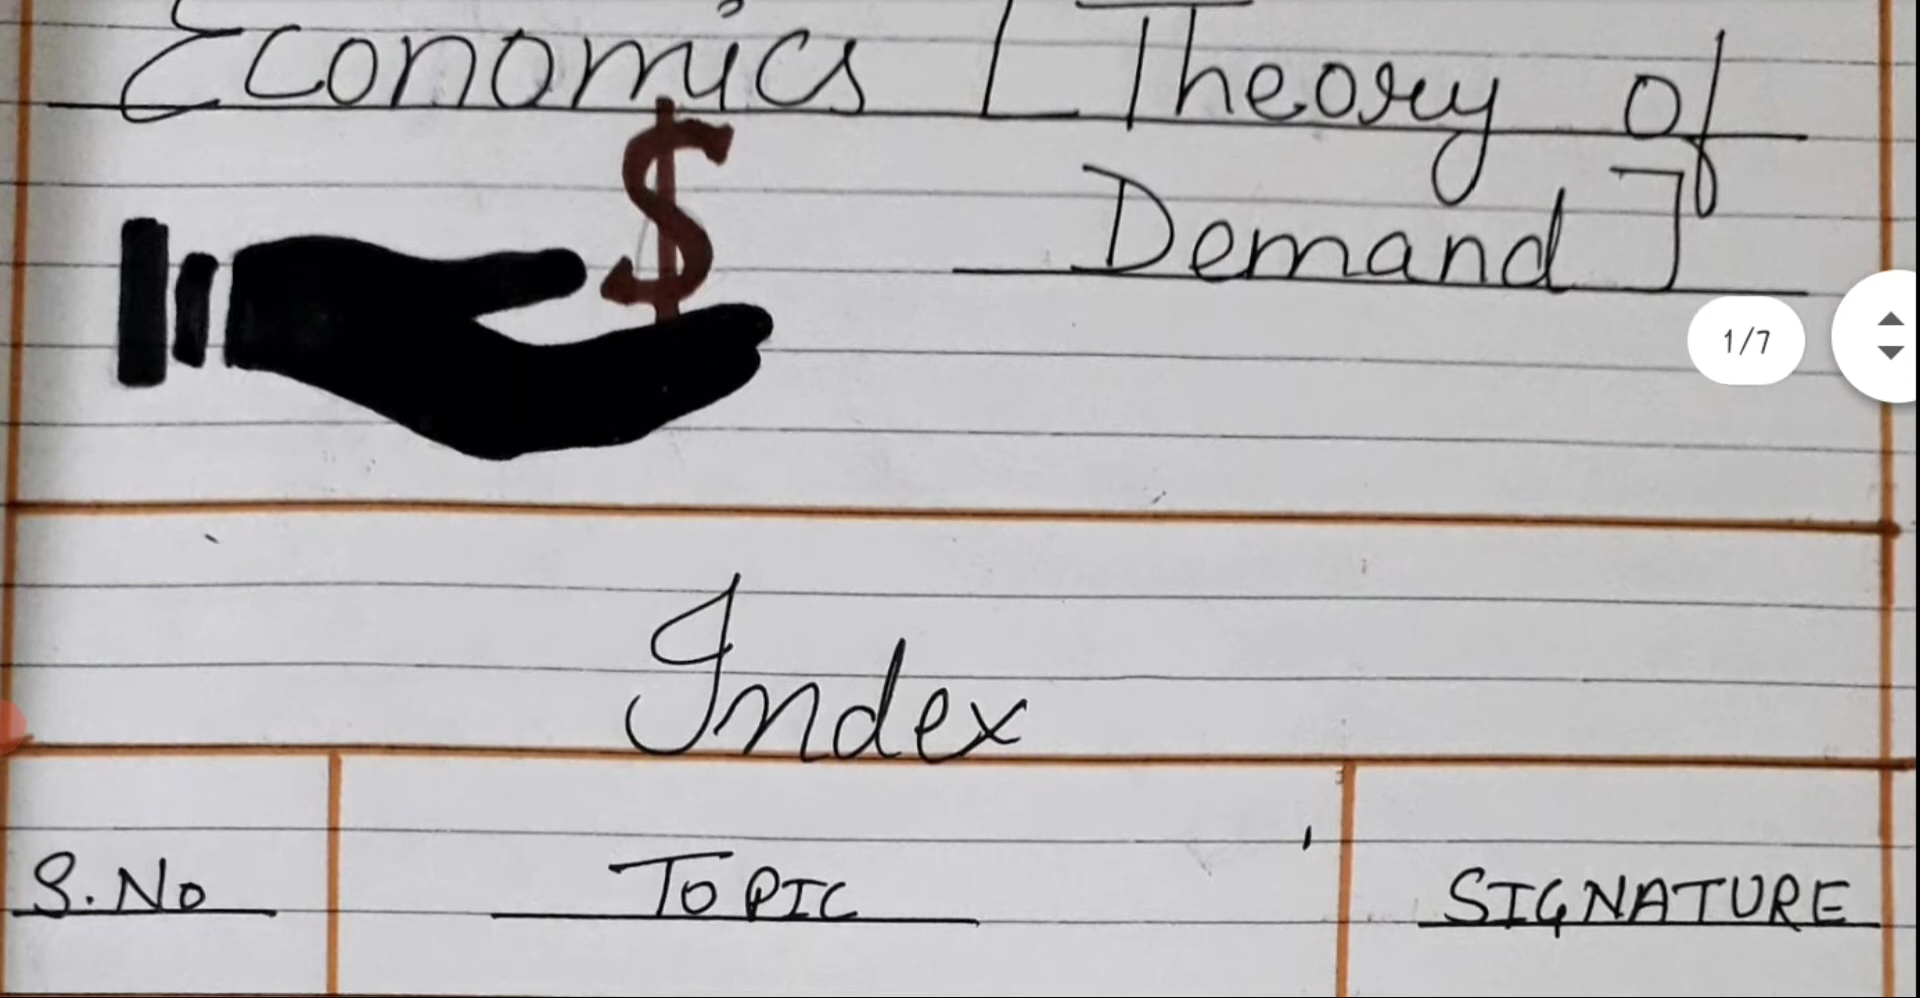 Economics [Theory of
Demand]
$
1/7
Index
S.No TOPIC SIGNATURE